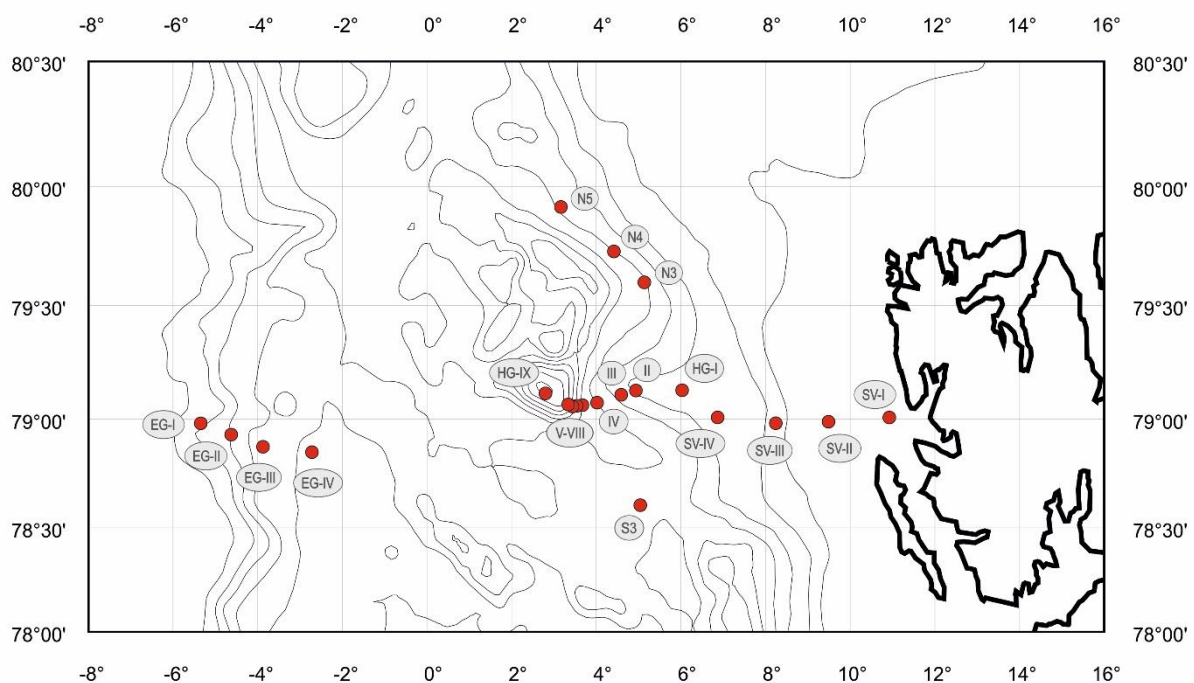 -8° -6° -4° -2° 0° 2° 4° 6° 8° 10° 12° 14° 16°
80°30' 80°30'
80°00' 80°00'
N5
N4
N3
79°30' 79°30'
HG-IX III II HG-I
SV-I
79°00' 79°00'
EG-I IV
V-VIII SV-IV SV-III SV-II
EG-II
EG-III EG-IV
78°30' S3 78°30'
78°00' 78°00'
-8° -6° -4° -2° 0° 2° 4° 6° 8° 10° 12° 14° 16°